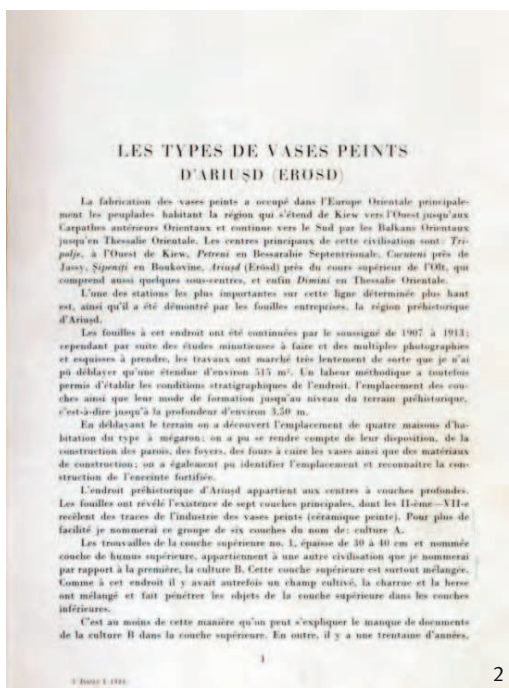 LES TYPES DE VASES PEINTS
D'ARIUȘD (ERŐSD)
La fabrication des vases peints a occupé dans l'Europe Orientale principale-
ment les peuplades habitant la région qui s'étend de Kiew vers l'Ouest jusqu'aux
Carpathes antérieurs Orientaux et continue vers le Sud par les Balkans Orientaux
jusqu'en Thessalie Orientale. Les centres principaux de cette civilisation sont: Tri-
polje, à l'Ouest de Kiew, Petreni en Bessarabie Septentrionale, Cucuteni près de
Jassy, Șipenița en Boukovine, Ariușd (Erősd) près du cours supérieur de l'Olt, qui
comprend aussi quelques sous-centres, et enfin Dimini en Thessalie Orientale.
L'une des stations les plus importantes sur cette ligne déterminée plus haut
est, ainsi qu'il a été démontré par les fouilles entreprises, la région préhistorique
d'Ariușd.
Les fouilles à cet endroit ont été continuées par le soussigné de 1907 à 1913;
cependant par suite des études minutieuses à faire et des multiples photographies
et esquisses à prendre, les travaux ont marché très lentement de sorte que je n'ai
pû déblayer qu'une étendue d'environ 515 m². Un labeur méthodique a toutefois
permis d'établir les conditions stratigraphiques de l'endroit, l'emplacement des cou-
ches ainsi que leur mode de formation jusqu'au niveau du terrain préhistorique,
c'est-à-dire jusqu'à la profondeur d'environ 3,50 m.
En déblayant le terrain on a découvert l'emplacement de quatre maisons d'ha-
bitation du type à mégaron; on a pu se rendre compte de leur disposition, de la
construction des parois, des foyers, des fours à cuire les vases ainsi que des matériaux
de construction; on a également pu identifier l'emplacement et reconnaître la con-
struction de l'enceinte fortifiée.
L'endroit préhistorique d'Ariușd appartient aux centres à couches profondes.
Les fouilles ont révélé l'existence de sept couches principales, dont les II-ème—VII-e
recèlent des traces de l'industrie des vases peints (céramique peinte). Pour plus de
facilité je nommerai ce groupe de six couches du nom de: culture A.
Les trouvailles de la couche supérieure no. 1, épaisse de 30 à 40 cm et nommée
couche de humus supérieure, appartiennent à une autre civilisation que je nommerai
par rapport à la première, la culture B. Cette couche supérieure est surtout mélangée.
Comme à cet endroit il y avait autrefois un champ cultivé, la charrue et la herse
ont mélangé et fait pénétrer les objets de la couche supérieure dans les couches
inférieures.
C'est au moins de cette manière qu'on peut s'expliquer le manque de documents
de la culture B dans la couche supérieure. En outre, il y a une trentaine d'années,
1
2